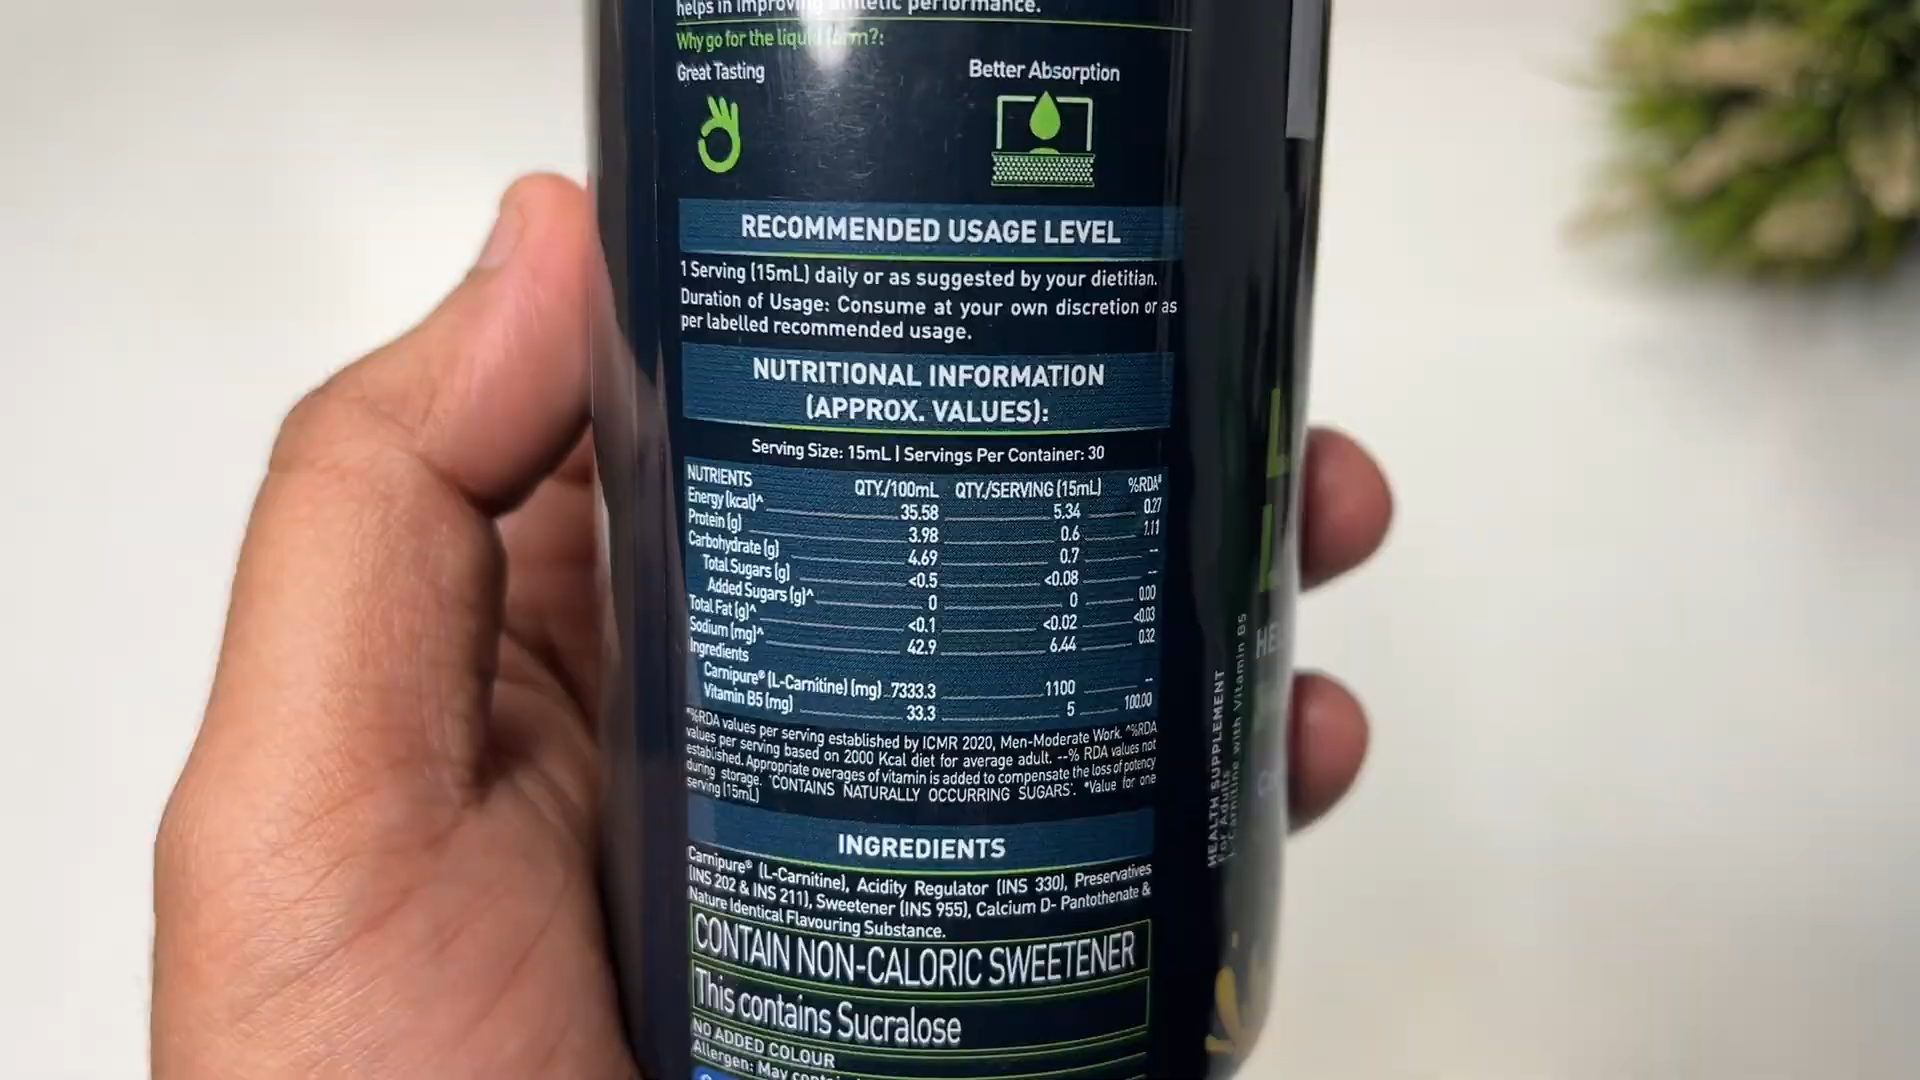 helps in improving athletic performance.
Why go for the liquid form?:
Great Tasting
Better Absorption
RECOMMENDED USAGE LEVEL
1 Serving (15mL) daily or as suggested by your dietitian.
Duration of Usage: Consume at your own discretion or as
per labelled recommended usage.
NUTRITIONAL INFORMATION
(APPROX. VALUES):
Serving Size: 15mL | Servings Per Container: 30
NUTRIENTS QTY./100mL QTY./SERVING (15mL) %RDA#
Energy (kcal)^ 35.58 5.34 0.27
Protein (g) 3.98 0.6 1.11
Carbohydrate (g) 4.69 0.7 --
Total Sugars (g) <0.5 <0.08 --
Added Sugars (g)^ 0 0 0.00
Total Fat (g)^ <0.1 <0.02 <0.03
Sodium (mg)^ 42.9 6.44 0.32
Ingredients
Carnipure® (L-Carnitine) (mg) 7333.3 1100 --
Vitamin B5 (mg) 33.3 5 100.00
#%RDA values per serving established by ICMR 2020, Men-Moderate Work. ^%RDA
values per serving based on 2000 Kcal diet for average adult. --% RDA values not
established. Appropriate overages of vitamin is added to compensate the loss of potency
during storage. 'CONTAINS NATURALLY OCCURRING SUGARS'. *Value for one
serving (15mL)
INGREDIENTS
Carnipure® (L-Carnitine), Acidity Regulator (INS 330), Preservatives
(INS 202 & INS 211), Sweetener (INS 955), Calcium D- Pantothenate &
Nature Identical Flavouring Substance.
CONTAIN NON-CALORIC SWEETENER
This contains Sucralose
NO ADDED COLOUR
Allergen: May
HEALTH SUPPLEMENT
For Adults
L-Carnitine with Vitamin B5